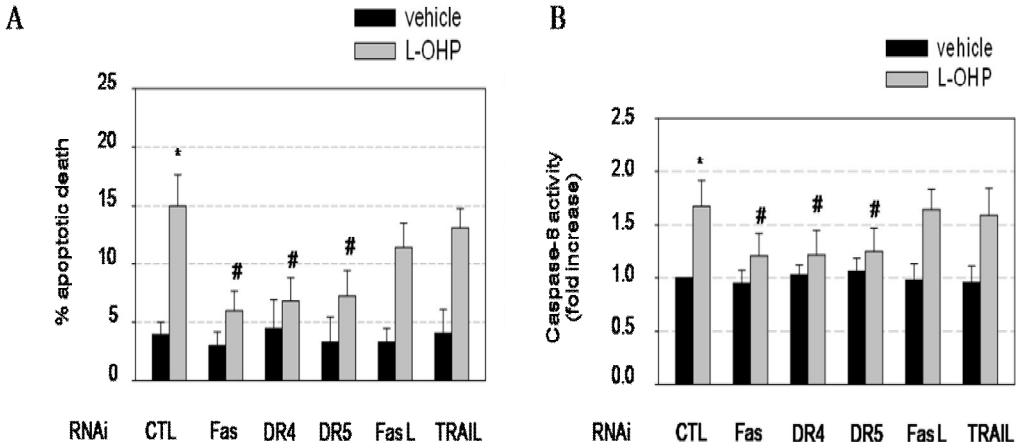 A
vehicle
L-OHP
25
20
15
10
5
0
% apoptotic death
*
#
#
#
RNAi CTL Fas DR4 DR5 Fas L TRAIL
B
vehicle
L-OHP
2.5
2.0
1.5
1.0
0.5
0.0
Caspase-8 activity
(fold increase)
*
#
#
#
RNAi CTL Fas DR4 DR5 Fas L TRAIL